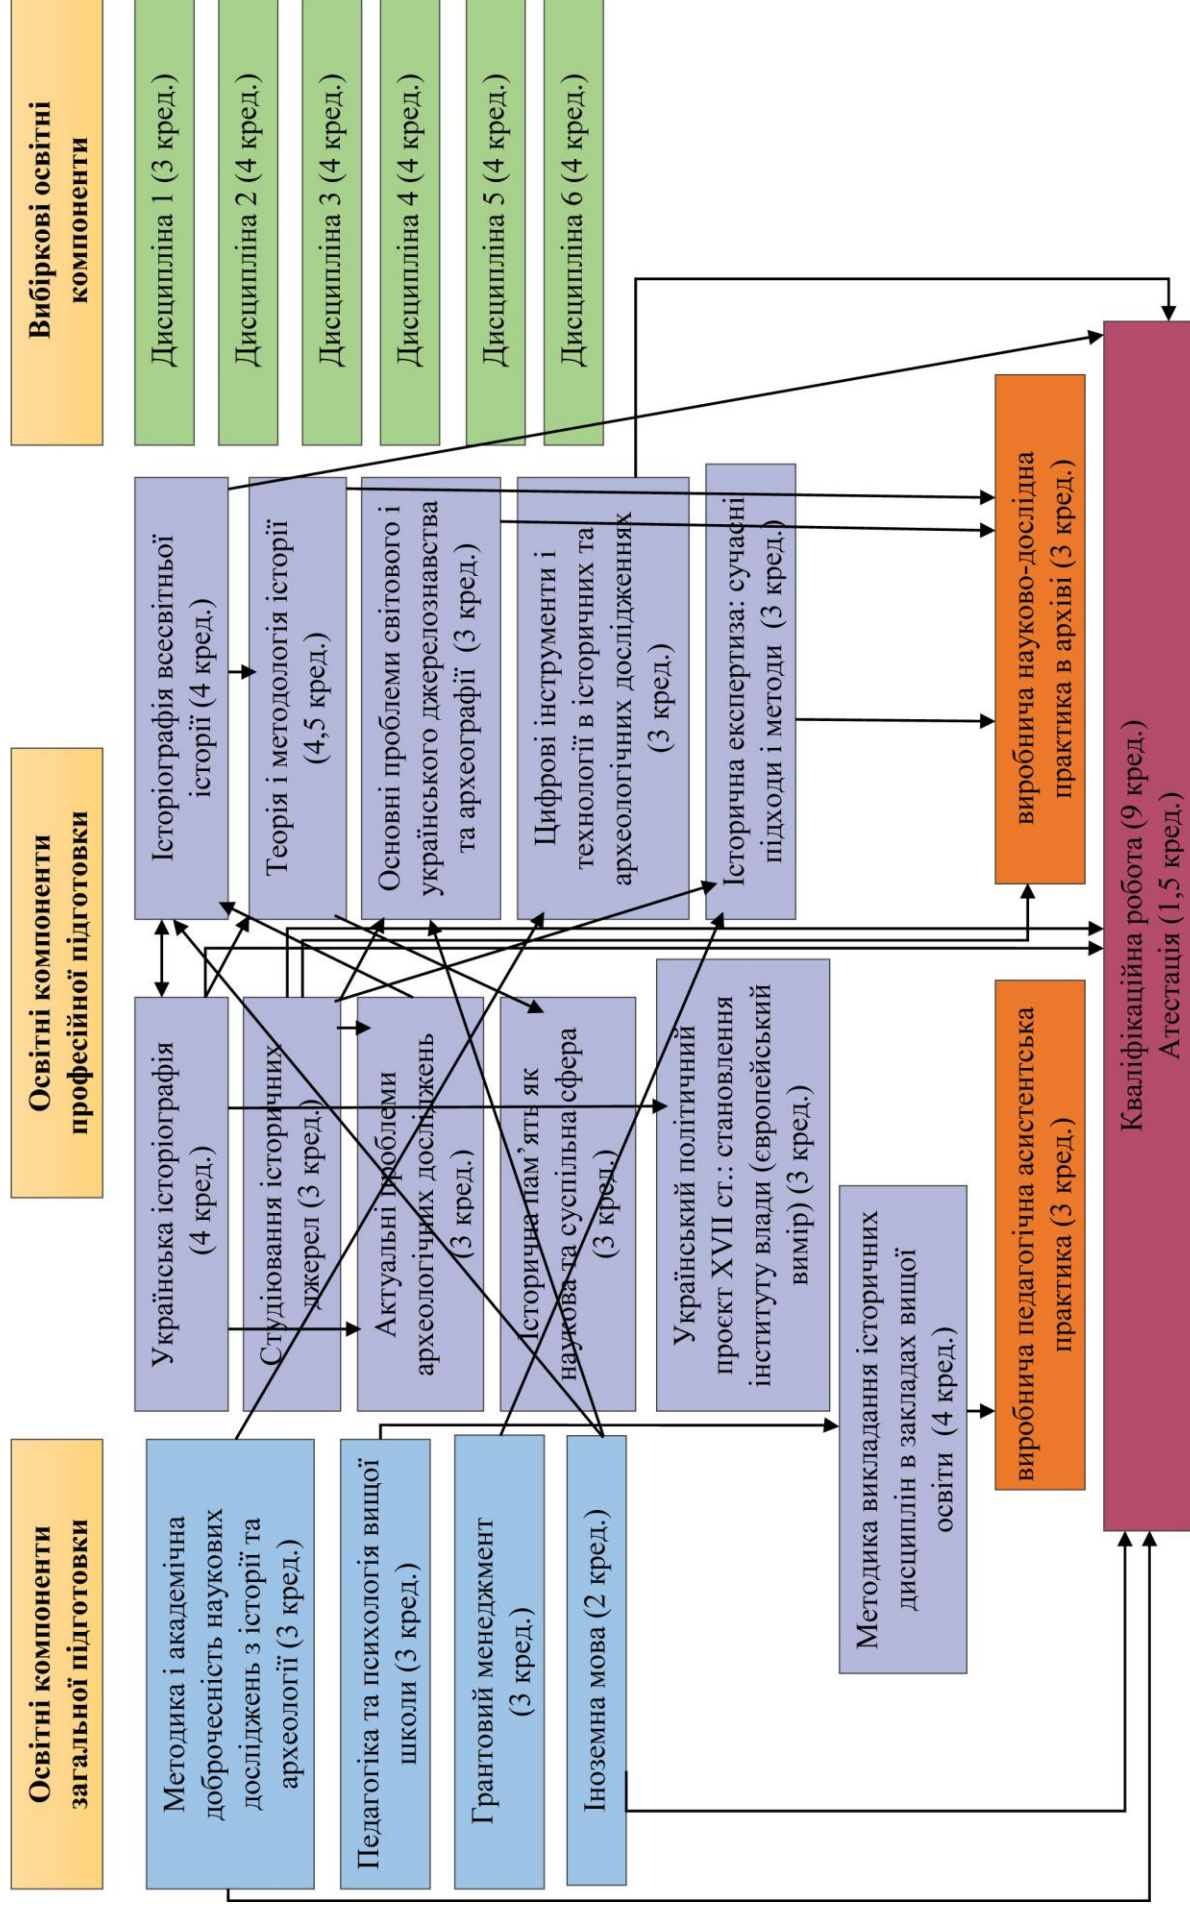 Освітні компоненти
загальної підготовки
Методика і академічна
доброчесність наукових
досліджень з історії та
археології (3 кред.)
Педагогіка та психологія вищої
школи (3 кред.)
Грантовий менеджмент
(3 кред.)
Іноземна мова (2 кред.)
Освітні компоненти
професійної підготовки
Українська історіографія
(4 кред.)
Студіювання історичних
джерел (3 кред.)
Актуальні проблеми
археологічних досліджень
(3 кред.)
Історична пам’ять як
наукова та суспільна сфера
(3 кред.)
Український політичний
проєкт XVII ст.: становлення
інституту влади (європейський
вимір) (3 кред.)
Методика викладання історичних
дисциплін в закладах вищої
освіти (4 кред.)
Історіографія всесвітньої
історії (4 кред.)
Теорія і методологія історії
(4,5 кред.)
Основні проблеми світового і
українського джерелознавства
та археографії (3 кред.)
Цифрові інструменти і
технології в історичних та
археологічних дослідженнях
(3 кред.)
Історична експертиза: сучасні
підходи і методи (3 кред.)
Вибіркові освітні
компоненти
Дисципліна 1 (3 кред.)
Дисципліна 2 (4 кред.)
Дисципліна 3 (4 кред.)
Дисципліна 4 (4 кред.)
Дисципліна 5 (4 кред.)
Дисципліна 6 (4 кред.)
виробнича педагогічна асистентська
практика (3 кред.)
виробнича науково-дослідна
практика в архіві (3 кред.)
Кваліфікаційна робота (9 кред.)
Атестація (1,5 кред.)